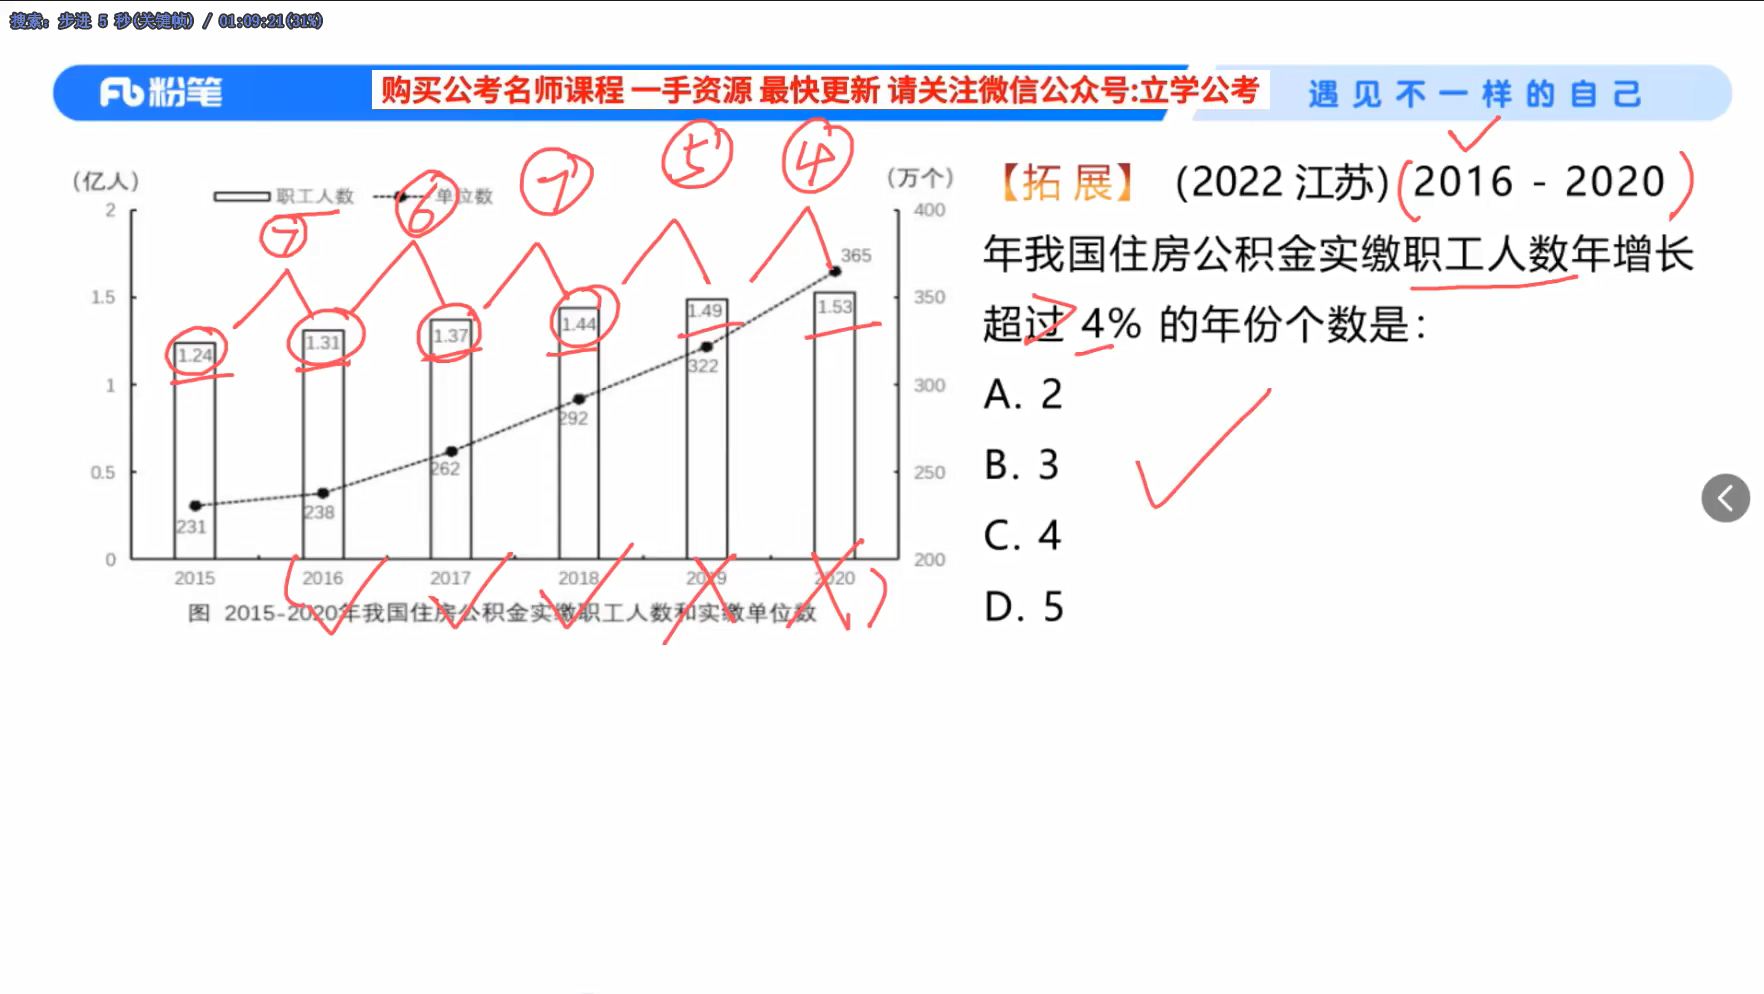 搜索: 步进 5 秒(关键帧) / 01:09:21(31%)
粉笔
购买公考名师课程 一手资源 最快更新 请关注微信公众号:立学公考
遇见不一样的自己
(亿人)
职工人数
单位数
(万个)
⑦
⑥
⑦
⑤
④
2
1.5
1
0.5
0
400
350
300
250
200
1.24
1.31
1.37
1.44
1.49
1.53
231
238
262
292
322
365
2015
2016
2017
2018
2019
2020
图 2015-2020年我国住房公积金实缴职工人数和实缴单位数
【拓展】 (2022 江苏) 2016 - 2020
年我国住房公积金实缴职工人数年增长
超过 4% 的年份个数是:
A. 2
B. 3
C. 4
D. 5